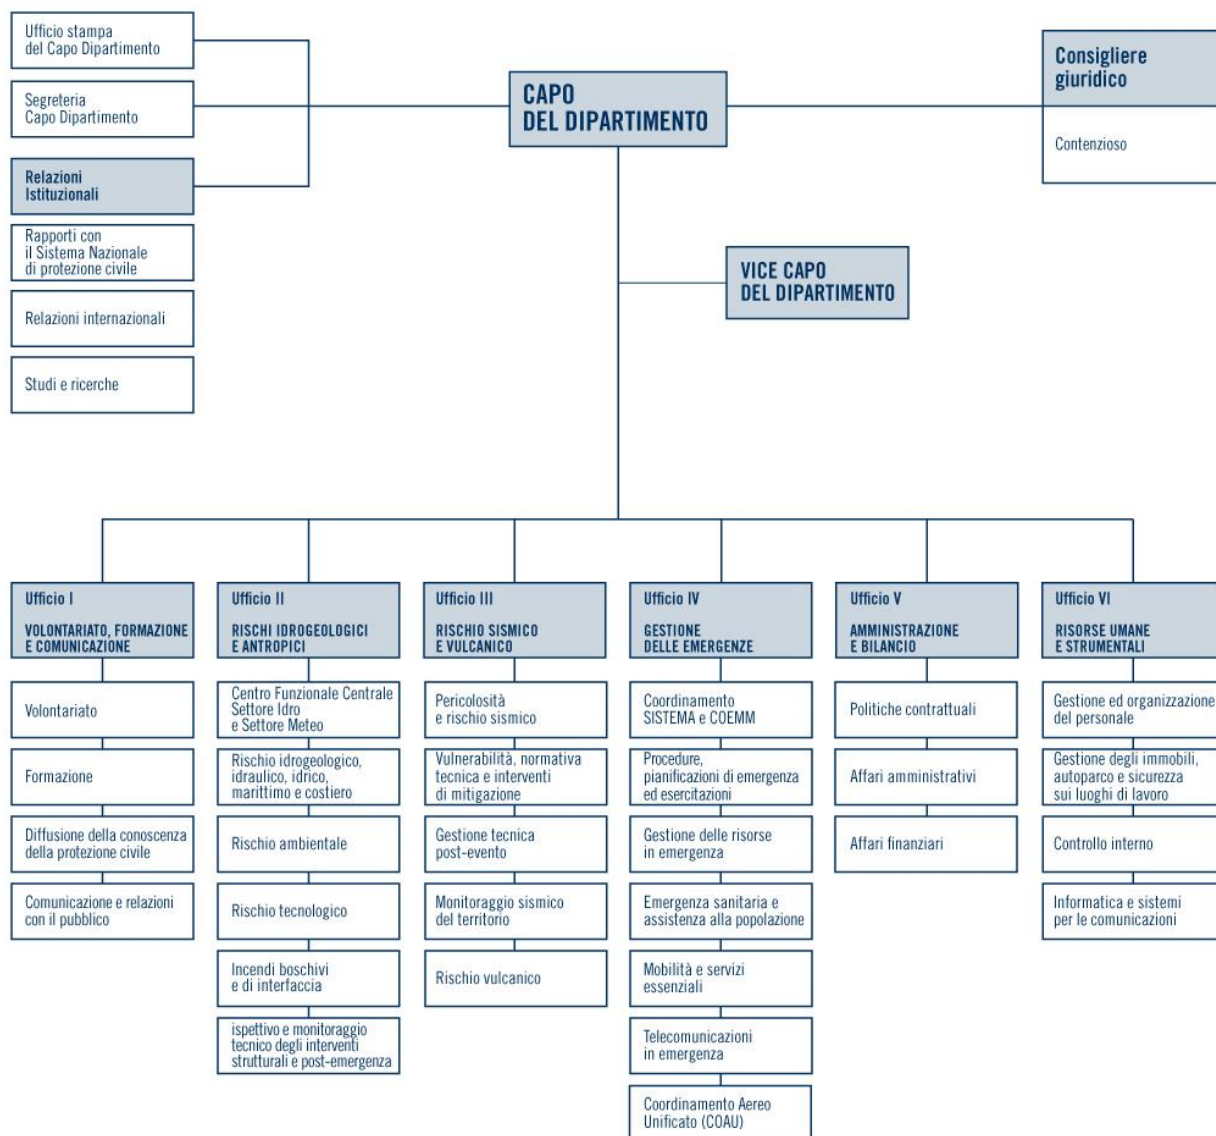 Ufficio stampa
del Capo Dipartimento
Segreteria
Capo Dipartimento
Relazioni
Istituzionali
Rapporti con
il Sistema Nazionale
di protezione civile
Relazioni internazionali
Studi e ricerche
CAPO
DEL DIPARTIMENTO
Consigliere
giuridico
Contenzioso
VICE CAPO
DEL DIPARTIMENTO
Ufficio I
VOLONTARIATO, FORMAZIONE
E COMUNICAZIONE
Volontariato
Formazione
Diffusione della conoscenza
della protezione civile
Comunicazione e relazioni
con il pubblico
Ufficio II
RISCHI IDROGEOLOGICI
E ANTROPICI
Centro Funzionale Centrale
Settore Idro
e Settore Meteo
Rischio idrogeologico,
idraulico, idrico,
marittimo e costiero
Rischio ambientale
Rischio tecnologico
Incendi boschivi
e di interfaccia
ispettivo e monitoraggio
tecnico degli interventi
strutturali e post-emergenza
Ufficio III
RISCHIO SISMICO
E VULCANICO
Pericolosità
e rischio sismico
Vulnerabilità, normativa
tecnica e interventi
di mitigazione
Gestione tecnica
post-evento
Monitoraggio sismico
del territorio
Rischio vulcanico
Ufficio IV
GESTIONE
DELLE EMERGENZE
Coordinamento
SISTEMA e COEMM
Procedure,
pianificazioni di emergenza
ed esercitazioni
Gestione delle risorse
in emergenza
Emergenza sanitaria e
assistenza alla popolazione
Mobilità e servizi
essenziali
Telecomunicazioni
in emergenza
Coordinamento Aereo
Unificato (COAU)
Ufficio V
AMMINISTRAZIONE
E BILANCIO
Politiche contrattuali
Affari amministrativi
Affari finanziari
Ufficio VI
RISORSE UMANE
E STRUMENTALI
Gestione ed organizzazione
del personale
Gestione degli immobili,
autoparco e sicurezza
sui luoghi di lavoro
Controllo interno
Informatica e sistemi
per le comunicazioni